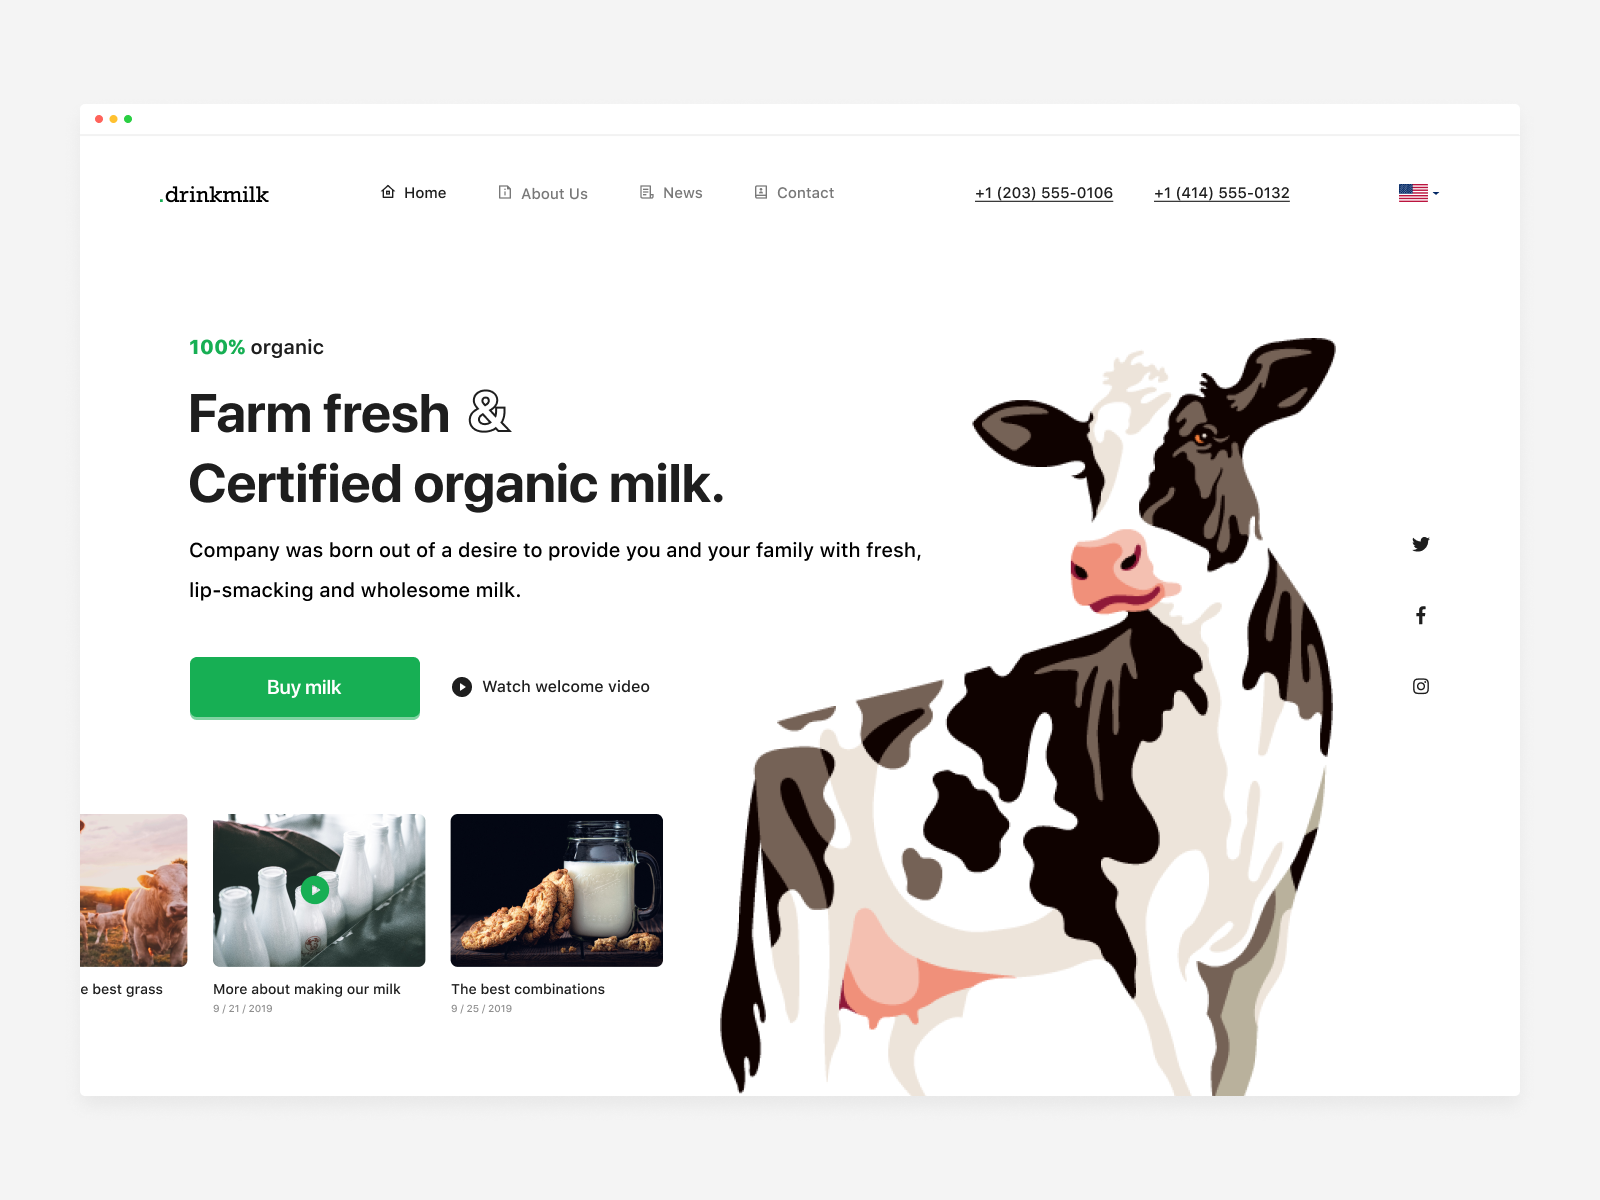 .drinkmilk
Home
About Us
News
Contact
+1 (203) 555-0106
+1 (414) 555-0132
100% organic
Farm fresh &
Certified organic milk.
Company was born out of a desire to provide you and your family with fresh,
lip-smacking and wholesome milk.
Buy milk
Watch welcome video
e best grass
More about making our milk
9 / 21 / 2019
The best combinations
9 / 25 / 2019